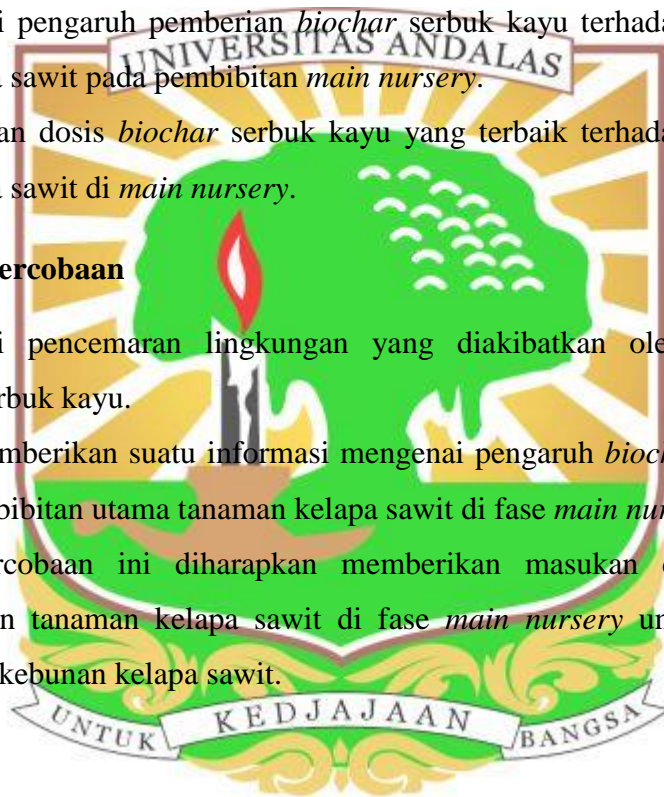 i pengaruh pemberian biochar serbuk kayu terhada
UNIVERSITAS ANDALAS
sawit pada pembibitan main nursery.
an dosis biochar serbuk kayu yang terbaik terhada
sawit di main nursery.
ercobaan
i pencemaran lingkungan yang diakibatkan ole
rbuk kayu.
mberikan suatu informasi mengenai pengaruh bioch
bibitan utama tanaman kelapa sawit di fase main nur
rcobaan ini diharapkan memberikan masukan
n tanaman kelapa sawit di fase main nursery un
kebunan kelapa sawit.
UNTUK KEDJAJAAN BANGSA